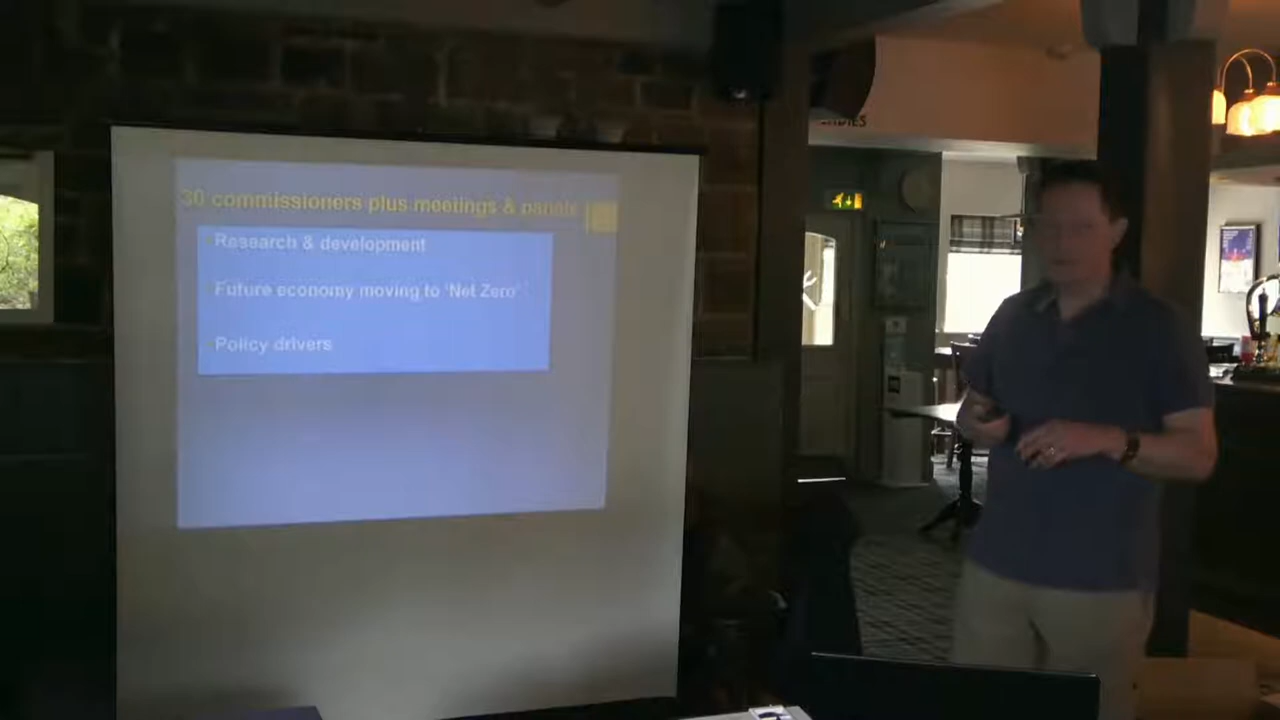 30 commissioners plus meetings & panels
Research & development
Future economy moving to 'Net Zero'
Policy drivers